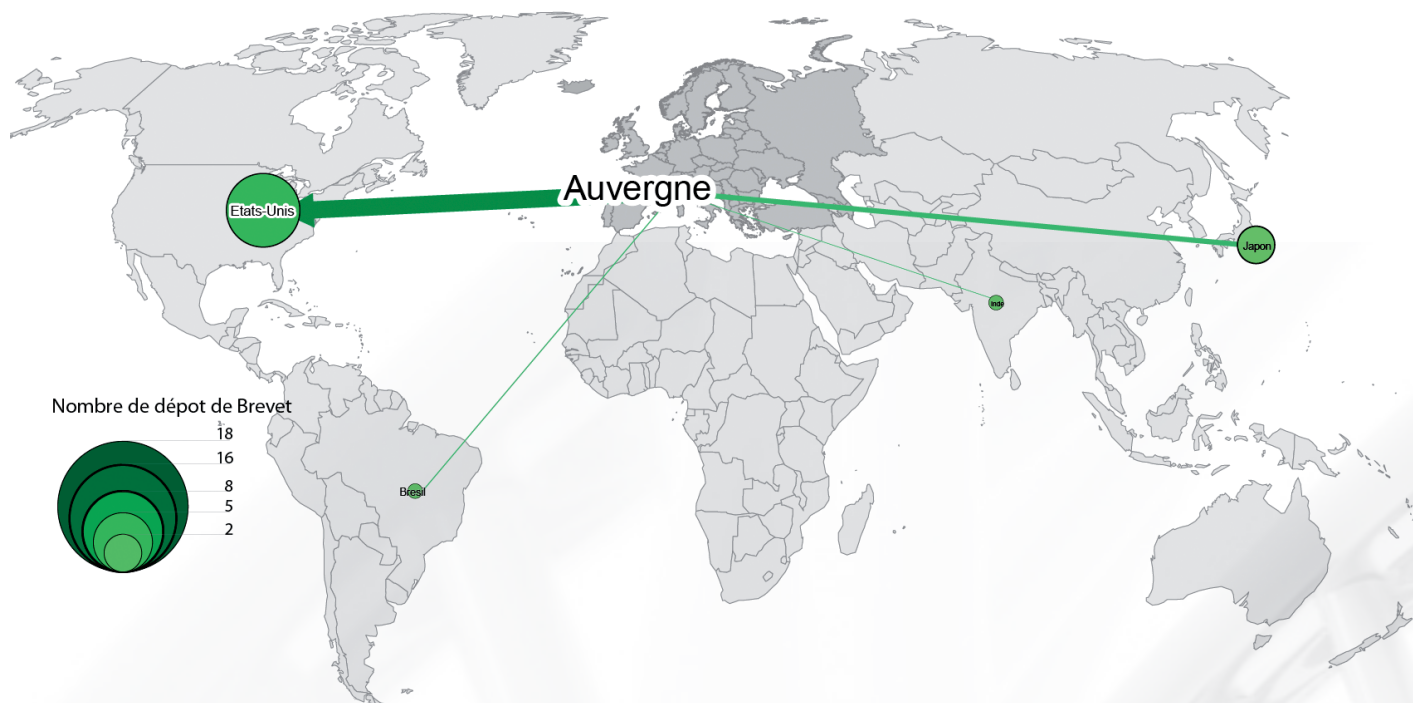 Auvergne
Etats-Unis
Japon
Inde
Nombre de dépot de Brevet
18
16
8
5
2
Bresil